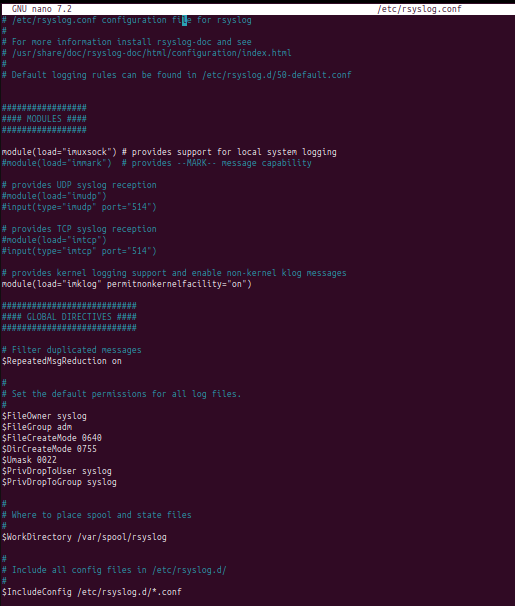 GNU nano 7.2 /etc/rsyslog.conf
# /etc/rsyslog.conf configuration file for rsyslog
#
# For more information install rsyslog-doc and see
# /usr/share/doc/rsyslog-doc/html/configuration/index.html
#
# Default logging rules can be found in /etc/rsyslog.d/50-default.conf
#################
#### MODULES ####
#################
module(load="imuxsock") # provides support for local system logging
#module(load="immark")  # provides --MARK-- message capability
# provides UDP syslog reception
#module(load="imudp")
#input(type="imudp" port="514")
# provides TCP syslog reception
#module(load="imtcp")
#input(type="imtcp" port="514")
# provides kernel logging support and enable non-kernel klog messages
module(load="imklog" permitnonkernelfacility="on")
###########################
#### GLOBAL DIRECTIVES ####
###########################
# Filter duplicated messages
$RepeatedMsgReduction on
#
# Set the default permissions for all log files.
#
$FileOwner syslog
$FileGroup adm
$FileCreateMode 0640
$DirCreateMode 0755
$Umask 0022
$PrivDropToUser syslog
$PrivDropToGroup syslog
#
# Where to place spool and state files
#
$WorkDirectory /var/spool/rsyslog
#
# Include all config files in /etc/rsyslog.d/
#
$IncludeConfig /etc/rsyslog.d/*.conf